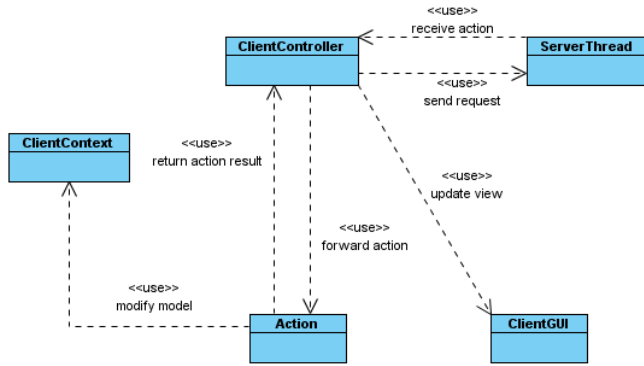 <<use>>
receive action
ClientController
ServerThread
<<use>>
send request
ClientContext
<<use>>
return action result
<<use>>
update view
<<use>>
forward action
<<use>>
modify model
Action
ClientGUI